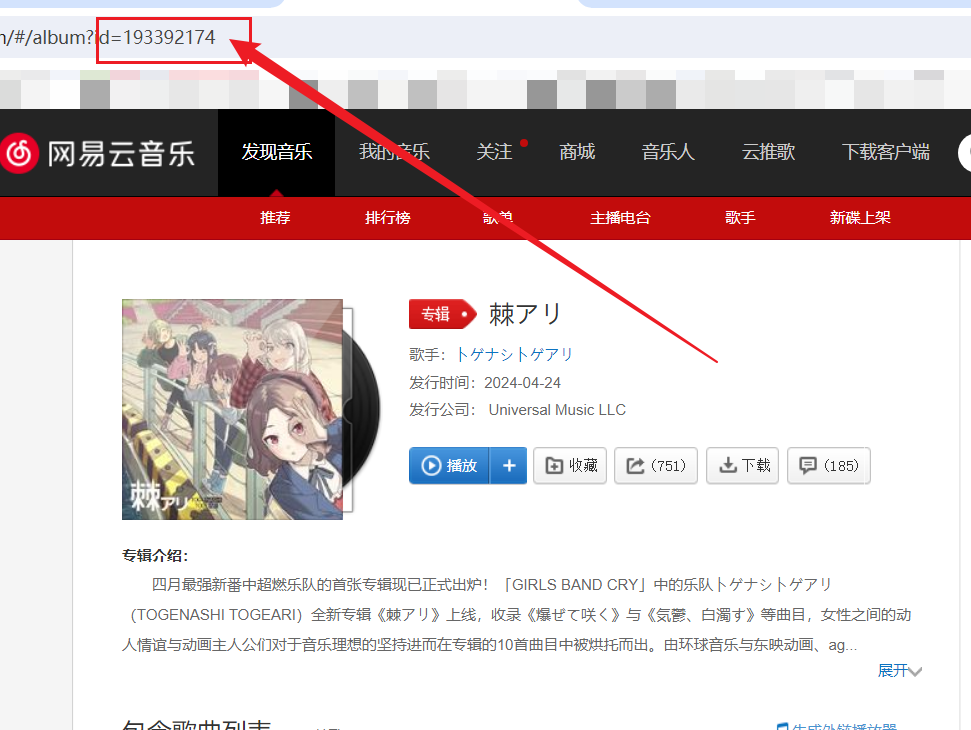 n/#/album?id=193392174
网易云音乐 发现音乐 我的音乐 关注 商城 音乐人 云推歌 下载客户端
推荐 排行榜 歌单 主播电台 歌手 新碟上架
专辑 棘アリ
歌手：トゲナシトゲアリ
发行时间：2024-04-24
发行公司： Universal Music LLC
播放 + 收藏 (751) 下载 (185)
棘アリ
专辑介绍：
四月最强新番中超燃乐队的首张专辑现已正式出炉！「GIRLS BAND CRY」中的乐队トゲナシトゲアリ
（TOGENASHI TOGEARI）全新专辑《棘アリ》上线，收录《爆ぜて咲く》与《気鬱、白濁す》等曲目，女性之间的动
人情谊与动画主人公们对于音乐理想的坚持进而在专辑的10首曲目中被烘托而出。由环球音乐与东映动画、ag...
展开
包含歌曲列表 生成外链播放器